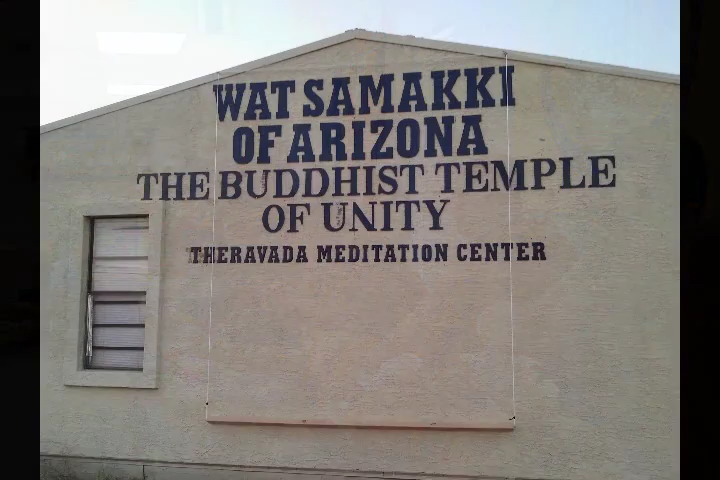 WAT SAMAKKI
OF ARIZONA
THE BUDDHIST TEMPLE
OF UNITY
THERAVADA MEDITATION CENTER